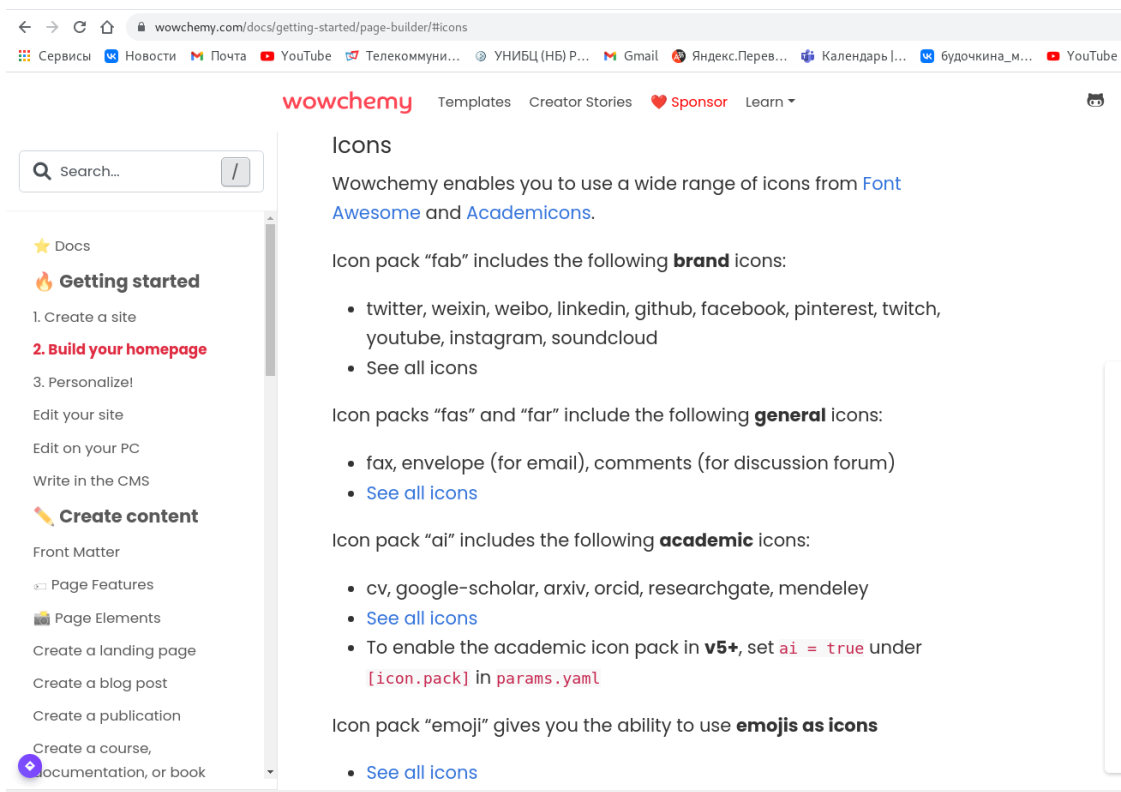 wowchemy.com/docs/getting-started/page-builder/#icons
Сервисы Новости Почта YouTube Телекоммуни... УНИБЦ (НБ) Р... Gmail Яндекс.Перев... Календарь |... будочкина_м... YouTube
wowchemy Templates Creator Stories Sponsor Learn
Search... /
Docs
Getting started
1. Create a site
2. Build your homepage
3. Personalize!
Edit your site
Edit on your PC
Write in the CMS
Create content
Front Matter
Page Features
Page Elements
Create a landing page
Create a blog post
Create a publication
Create a course,
documentation, or book
Icons
Wowchemy enables you to use a wide range of icons from Font
Awesome and Academicons.
Icon pack “fab” includes the following brand icons:
twitter, weixin, weibo, linkedin, github, facebook, pinterest, twitch,
youtube, instagram, soundcloud
See all icons
Icon packs “fas” and “far” include the following general icons:
fax, envelope (for email), comments (for discussion forum)
See all icons
Icon pack “ai” includes the following academic icons:
cv, google-scholar, arxiv, orcid, researchgate, mendeley
See all icons
To enable the academic icon pack in v5+, set ai = true under
[icon.pack] in params.yaml
Icon pack “emoji” gives you the ability to use emojis as icons
See all icons